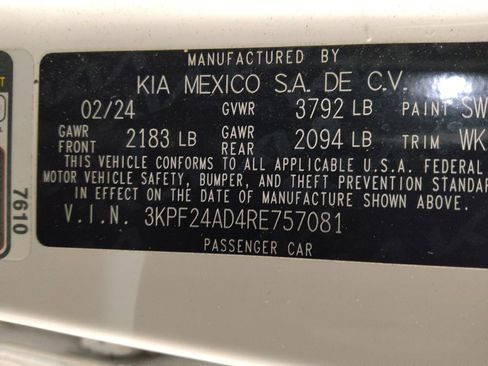 MANUFACTURED BY
KIA MEXICO S.A. DE C.V.
02/24 GVWR 3792 LB PAINT SW
GAWR FRONT 2183 LB GAWR REAR 2094 LB TRIM WK
THIS VEHICLE CONFORMS TO ALL APPLICABLE U.S.A. FEDERAL
MOTOR VEHICLE SAFETY, BUMPER, AND THEFT PREVENTION STANDAR
IN EFFECT ON THE DATE OF MANUFACTURE SHOWN ABOVE.
V.I.N. 3KPF24AD4RE757081
PASSENGER CAR
7610